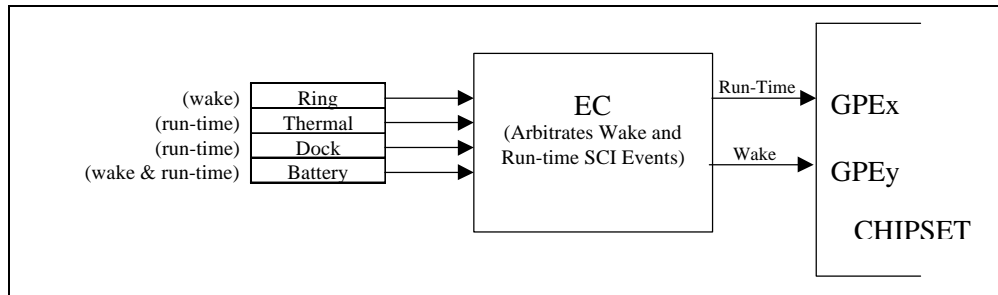 (wake) Ring
(run-time) Thermal
(run-time) Dock
(wake & run-time) Battery
EC
(Arbitrates Wake and
Run-time SCI Events)
Run-Time
Wake
GPEx
GPEy
CHIPSET